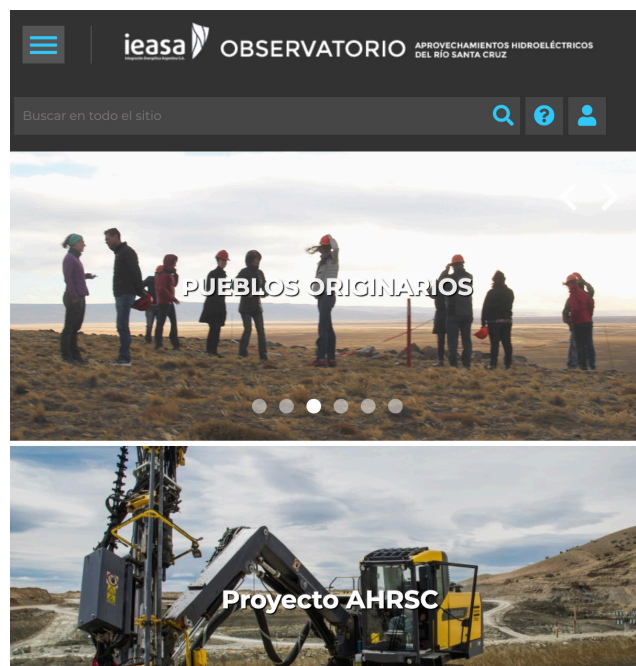 ieasa
Integración Energética Argentina S.A.
OBSERVATORIO
APROVECHAMIENTOS HIDROELÉCTRICOS
DEL RÍO SANTA CRUZ
Buscar en todo el sitio
?
PUEBLOS ORIGINARIOS
Proyecto AHRSC